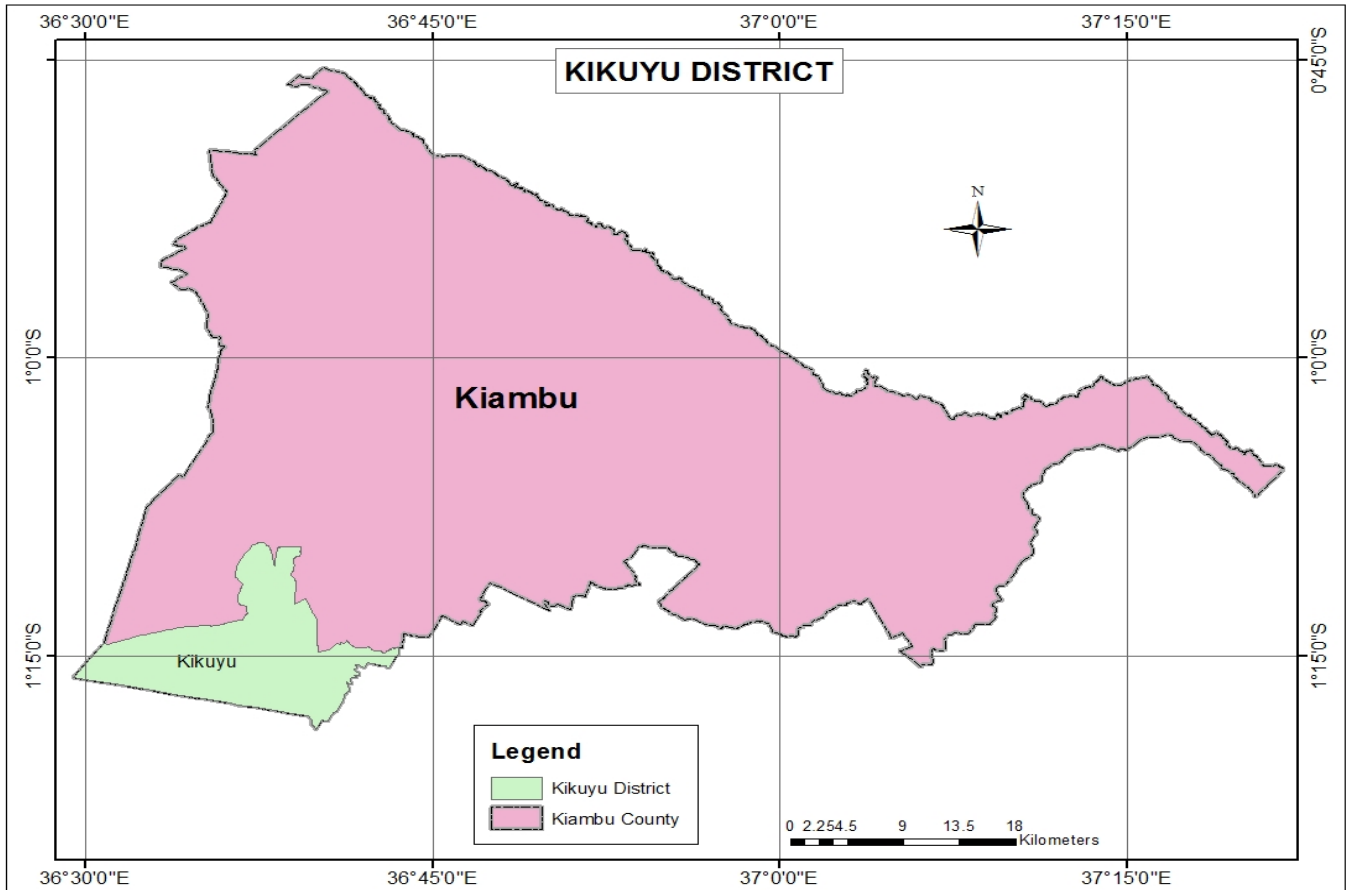 36°30'0"E 36°45'0"E 37°0'0"E 37°15'0"E
KIKUYU DISTRICT
0°45'0"S 0°45'0"S
N
1°0'0"S 1°0'0"S
Kiambu
1°15'0"S 1°15'0"S
Kikuyu
Legend
Kikuyu District
Kiambu County
0 2.25 4.5 9 13.5 18
Kilometers
36°30'0"E 36°45'0"E 37°0'0"E 37°15'0"E